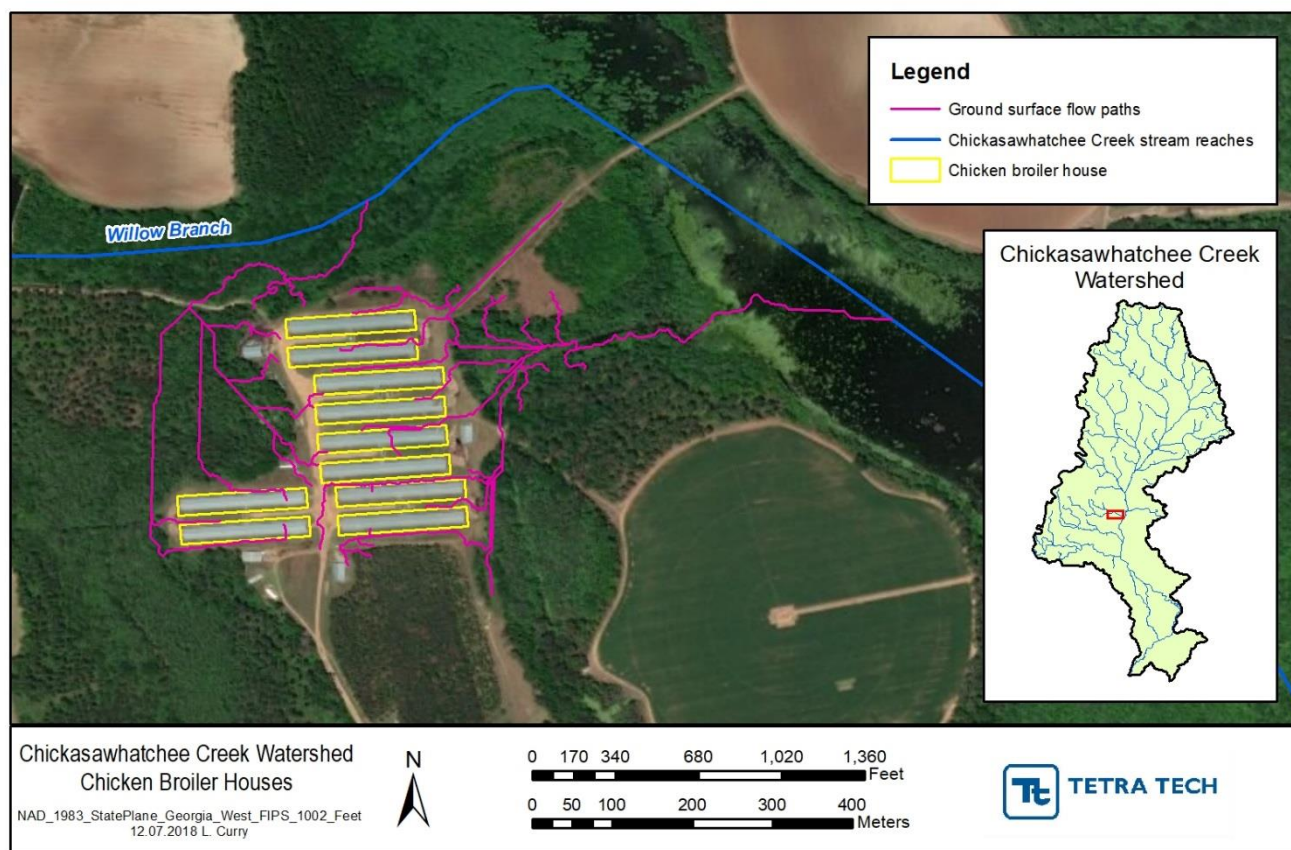 Legend
Ground surface flow paths
Chickasawhatchee Creek stream reaches
Chicken broiler house
Willow Branch
Chickasawhatchee Creek
Watershed
Chickasawhatchee Creek Watershed
Chicken Broiler Houses
NAD_1983_StatePlane_Georgia_West_FIPS_1002_Feet
12.07.2018 L. Curry
N
0 170 340 680 1,020 1,360
Feet
0 50 100 200 300 400
Meters
Tt TETRA TECH